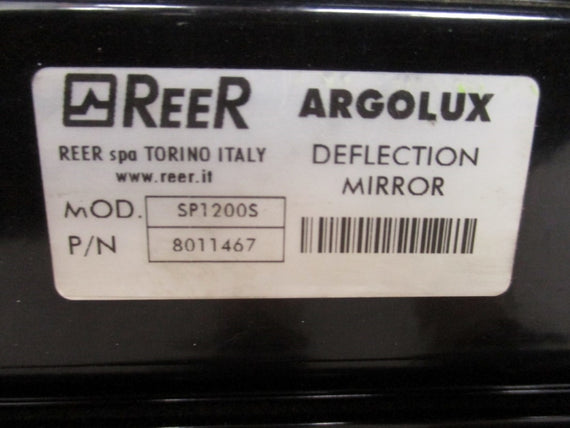 REER
ARGOLUX
REER spa TORINO ITALY
www.reer.it
DEFLECTION
MIRROR
MOD. SP1200S
P/N 8011467